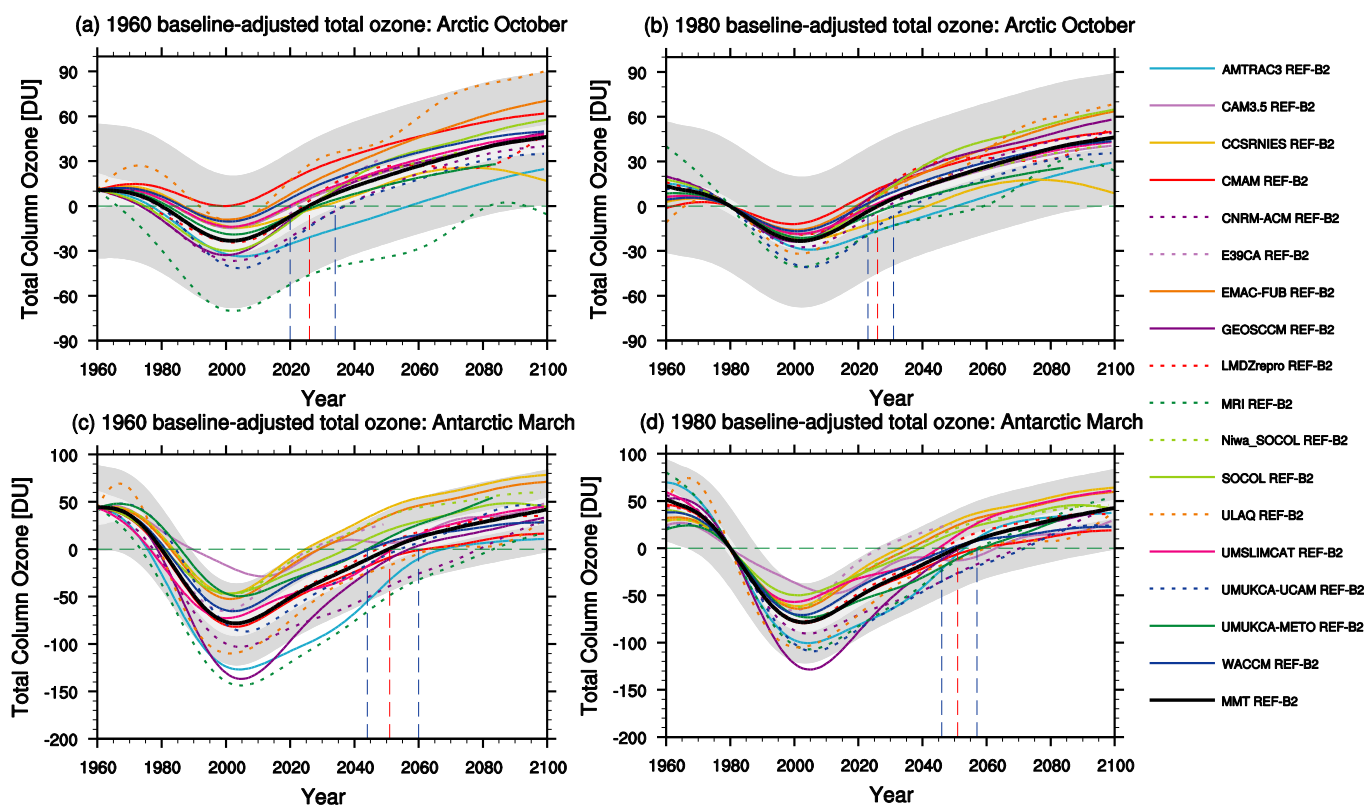 (a) 1960 baseline-adjusted total ozone: Arctic October
Total Column Ozone [DU]
90
60
30
0
-30
-60
-90
1960 1980 2000 2020 2040 2060 2080 2100
Year
(b) 1980 baseline-adjusted total ozone: Arctic October
Total Column Ozone [DU]
90
60
30
0
-30
-60
-90
1960 1980 2000 2020 2040 2060 2080 2100
Year
(c) 1960 baseline-adjusted total ozone: Antarctic March
Total Column Ozone [DU]
100
50
0
-50
-100
-150
-200
1960 1980 2000 2020 2040 2060 2080 2100
Year
(d) 1980 baseline-adjusted total ozone: Antarctic March
Total Column Ozone [DU]
100
50
0
-50
-100
-150
-200
1960 1980 2000 2020 2040 2060 2080 2100
Year
AMTRAC3 REF-B2
CAM3.5 REF-B2
CCSRNIES REF-B2
CMAM REF-B2
CNRM-ACM REF-B2
E39CA REF-B2
EMAC-FUB REF-B2
GEOSCCM REF-B2
LMDZrepro REF-B2
MRI REF-B2
Niwa_SOCOL REF-B2
SOCOL REF-B2
ULAQ REF-B2
UMSLIMCAT REF-B2
UMUKCA-UCAM REF-B2
UMUKCA-METO REF-B2
WACCM REF-B2
MMT REF-B2